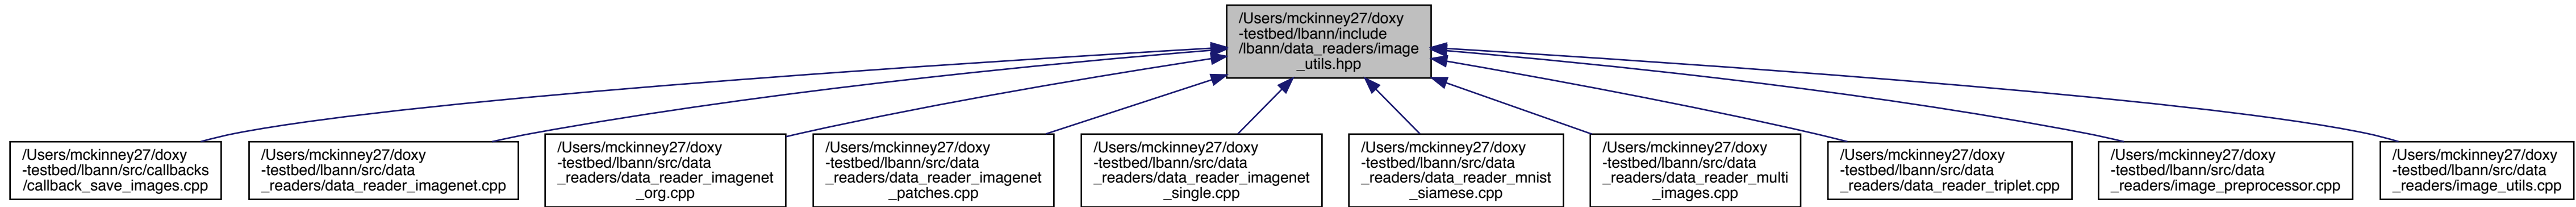 /Users/mckinney27/doxy
-testbed/lbann/include
/lbann/data_readers/image
_utils.hpp
/Users/mckinney27/doxy
-testbed/lbann/src/callbacks
/callback_save_images.cpp
/Users/mckinney27/doxy
-testbed/lbann/src/data
_readers/data_reader_imagenet.cpp
/Users/mckinney27/doxy
-testbed/lbann/src/data
_readers/data_reader_imagenet
_org.cpp
/Users/mckinney27/doxy
-testbed/lbann/src/data
_readers/data_reader_imagenet
_patches.cpp
/Users/mckinney27/doxy
-testbed/lbann/src/data
_readers/data_reader_imagenet
_single.cpp
/Users/mckinney27/doxy
-testbed/lbann/src/data
_readers/data_reader_mnist
_siamese.cpp
/Users/mckinney27/doxy
-testbed/lbann/src/data
_readers/data_reader_multi
_images.cpp
/Users/mckinney27/doxy
-testbed/lbann/src/data
_readers/data_reader_triplet.cpp
/Users/mckinney27/doxy
-testbed/lbann/src/data
_readers/image_preprocessor.cpp
/Users/mckinney27/doxy
-testbed/lbann/src/data
_readers/image_utils.cpp